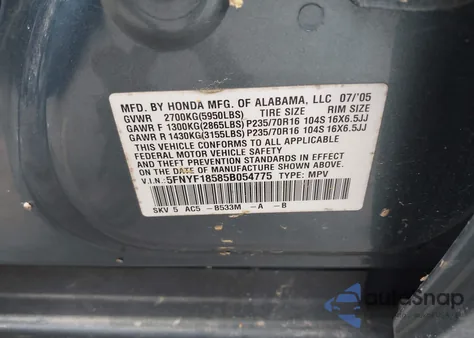 MFD. BY HONDA MFG. OF ALABAMA, LLC 07/'05
GVWR 2700KG(5950LBS) TIRE SIZE RIM SIZE
GAWR F 1300KG(2865LBS) P235/70R16 104S 16X6.5JJ
GAWR R 1430KG(3155LBS) P235/70R16 104S 16X6.5JJ
THIS VEHICLE CONFORMS TO ALL APPLICABLE
FEDERAL MOTOR VEHICLE SAFETY
AND THEFT PREVENTION STANDARDS IN EFFECT ON THE
DATE OF MANUFACTURE SHOWN ABOVE.
V.I.N.: 5FNYF18585B054775 TYPE: MPV
SKV 5 AC5 -B533M -A -B
AutoSnap